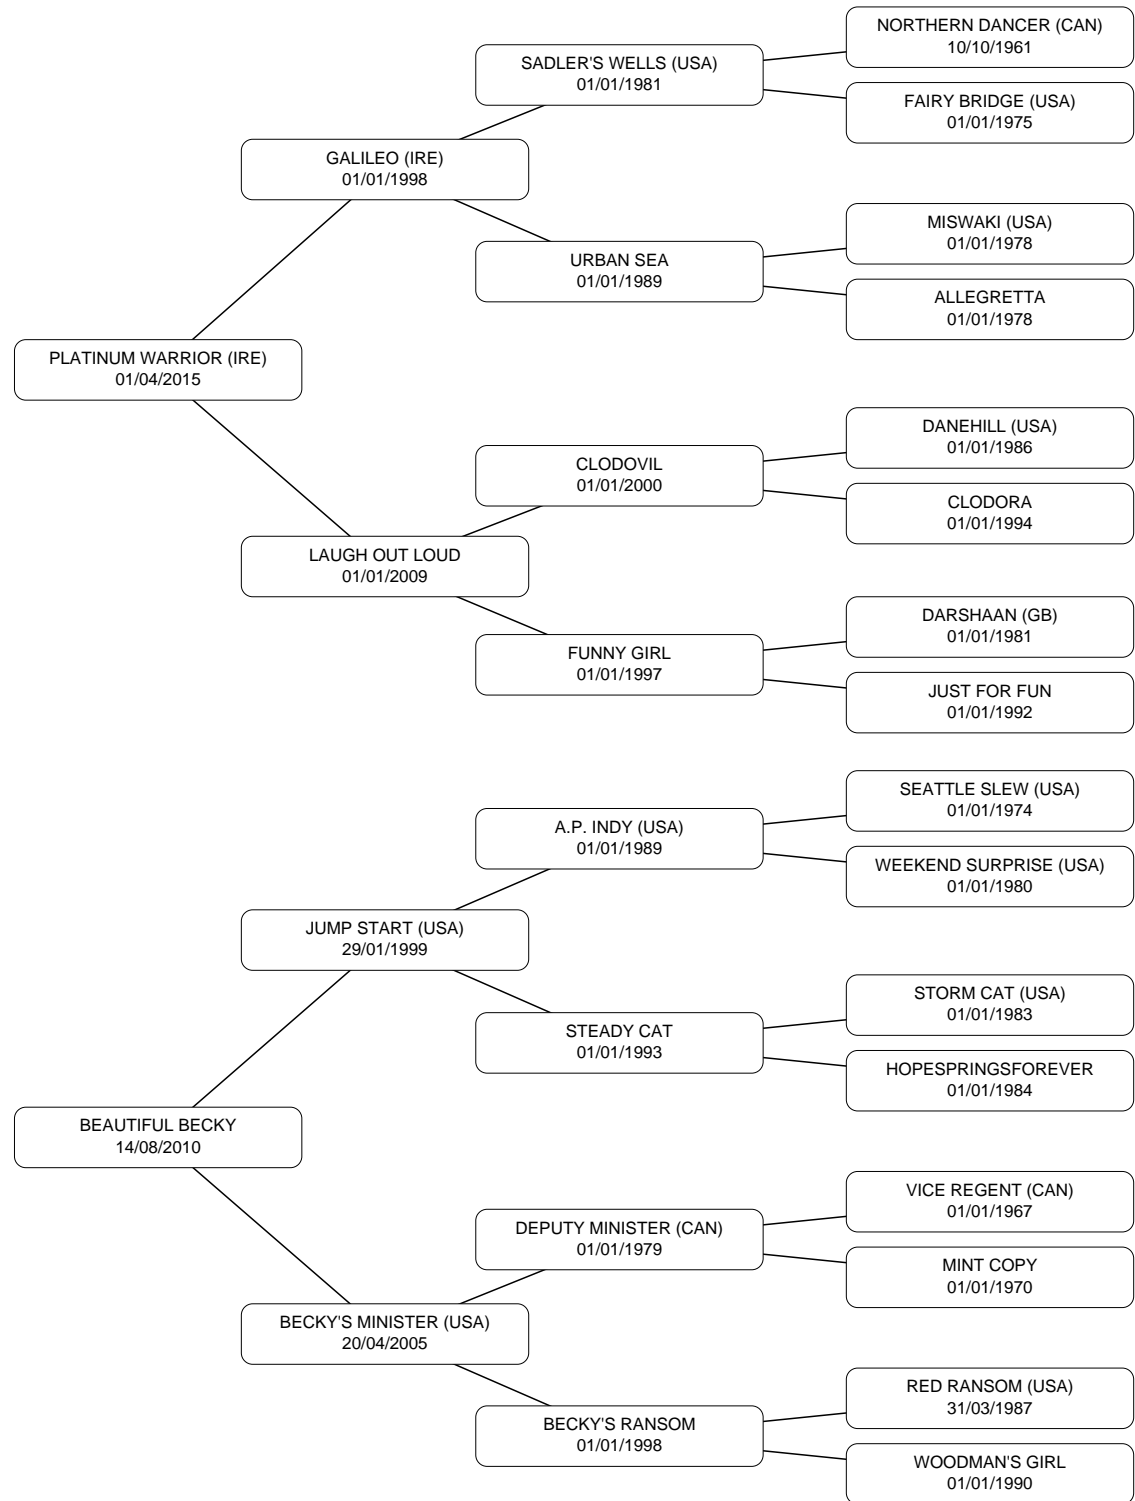 NORTHERN DANCER (CAN)
10/10/1961
SADLER'S WELLS (USA)
01/01/1981
FAIRY BRIDGE (USA)
01/01/1975
GALILEO (IRE)
01/01/1998
MISWAKI (USA)
01/01/1978
URBAN SEA
01/01/1989
ALLEGRETTA
01/01/1978
PLATINUM WARRIOR (IRE)
01/04/2015
DANEHILL (USA)
01/01/1986
CLODOVIL
01/01/2000
CLODORA
01/01/1994
LAUGH OUT LOUD
01/01/2009
DARSHAAN (GB)
01/01/1981
FUNNY GIRL
01/01/1997
JUST FOR FUN
01/01/1992
SEATTLE SLEW (USA)
01/01/1974
A.P. INDY (USA)
01/01/1989
WEEKEND SURPRISE (USA)
01/01/1980
JUMP START (USA)
29/01/1999
STORM CAT (USA)
01/01/1983
STEADY CAT
01/01/1993
HOPESPRINGSFOREVER
01/01/1984
BEAUTIFUL BECKY
14/08/2010
VICE REGENT (CAN)
01/01/1967
DEPUTY MINISTER (CAN)
01/01/1979
MINT COPY
01/01/1970
BECKY'S MINISTER (USA)
20/04/2005
RED RANSOM (USA)
31/03/1987
BECKY'S RANSOM
01/01/1998
WOODMAN'S GIRL
01/01/1990